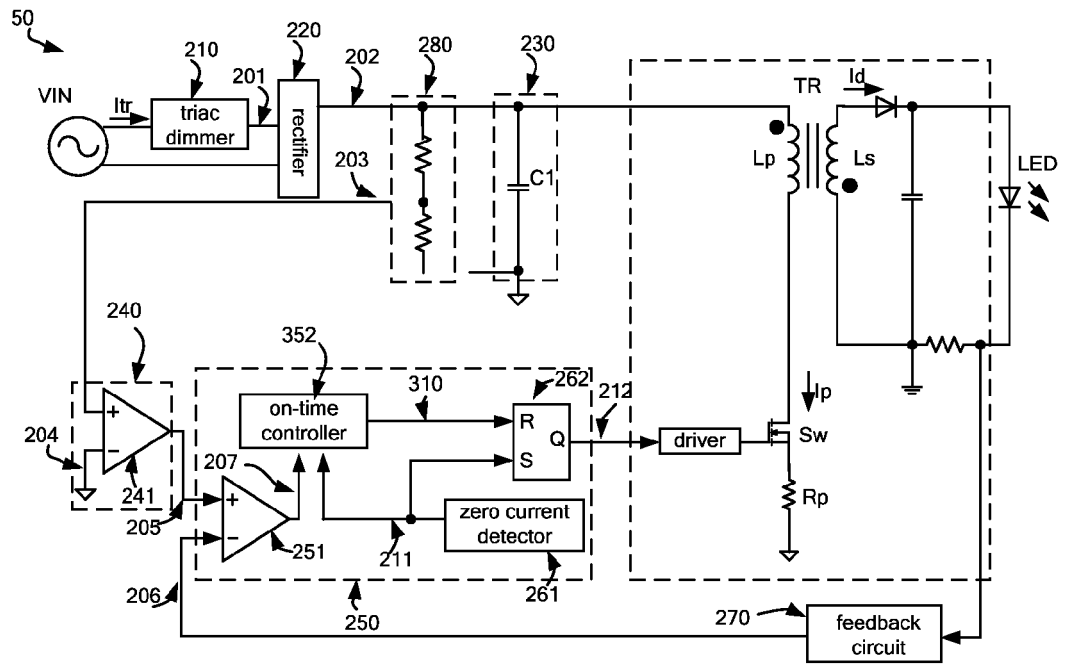 50
210
220
202
280
230
VIN
Itr
201
triac
dimmer
rectifier
TR
Id
203
C1
Lp
Ls
LED
240
352
262
212
310
on-time
controller
Ip
+
204
−
241
207
R
Q
S
driver
Sw
205
+
−
251
211
zero current
detector
Rp
206
250
261
270
feedback
circuit